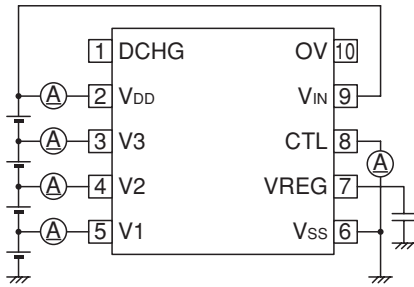 1 DCHG OV 10
A 2 VDD VIN 9
A 3 V3 CTL 8
A
A 4 V2 VREG 7
A 5 V1 VSS 6